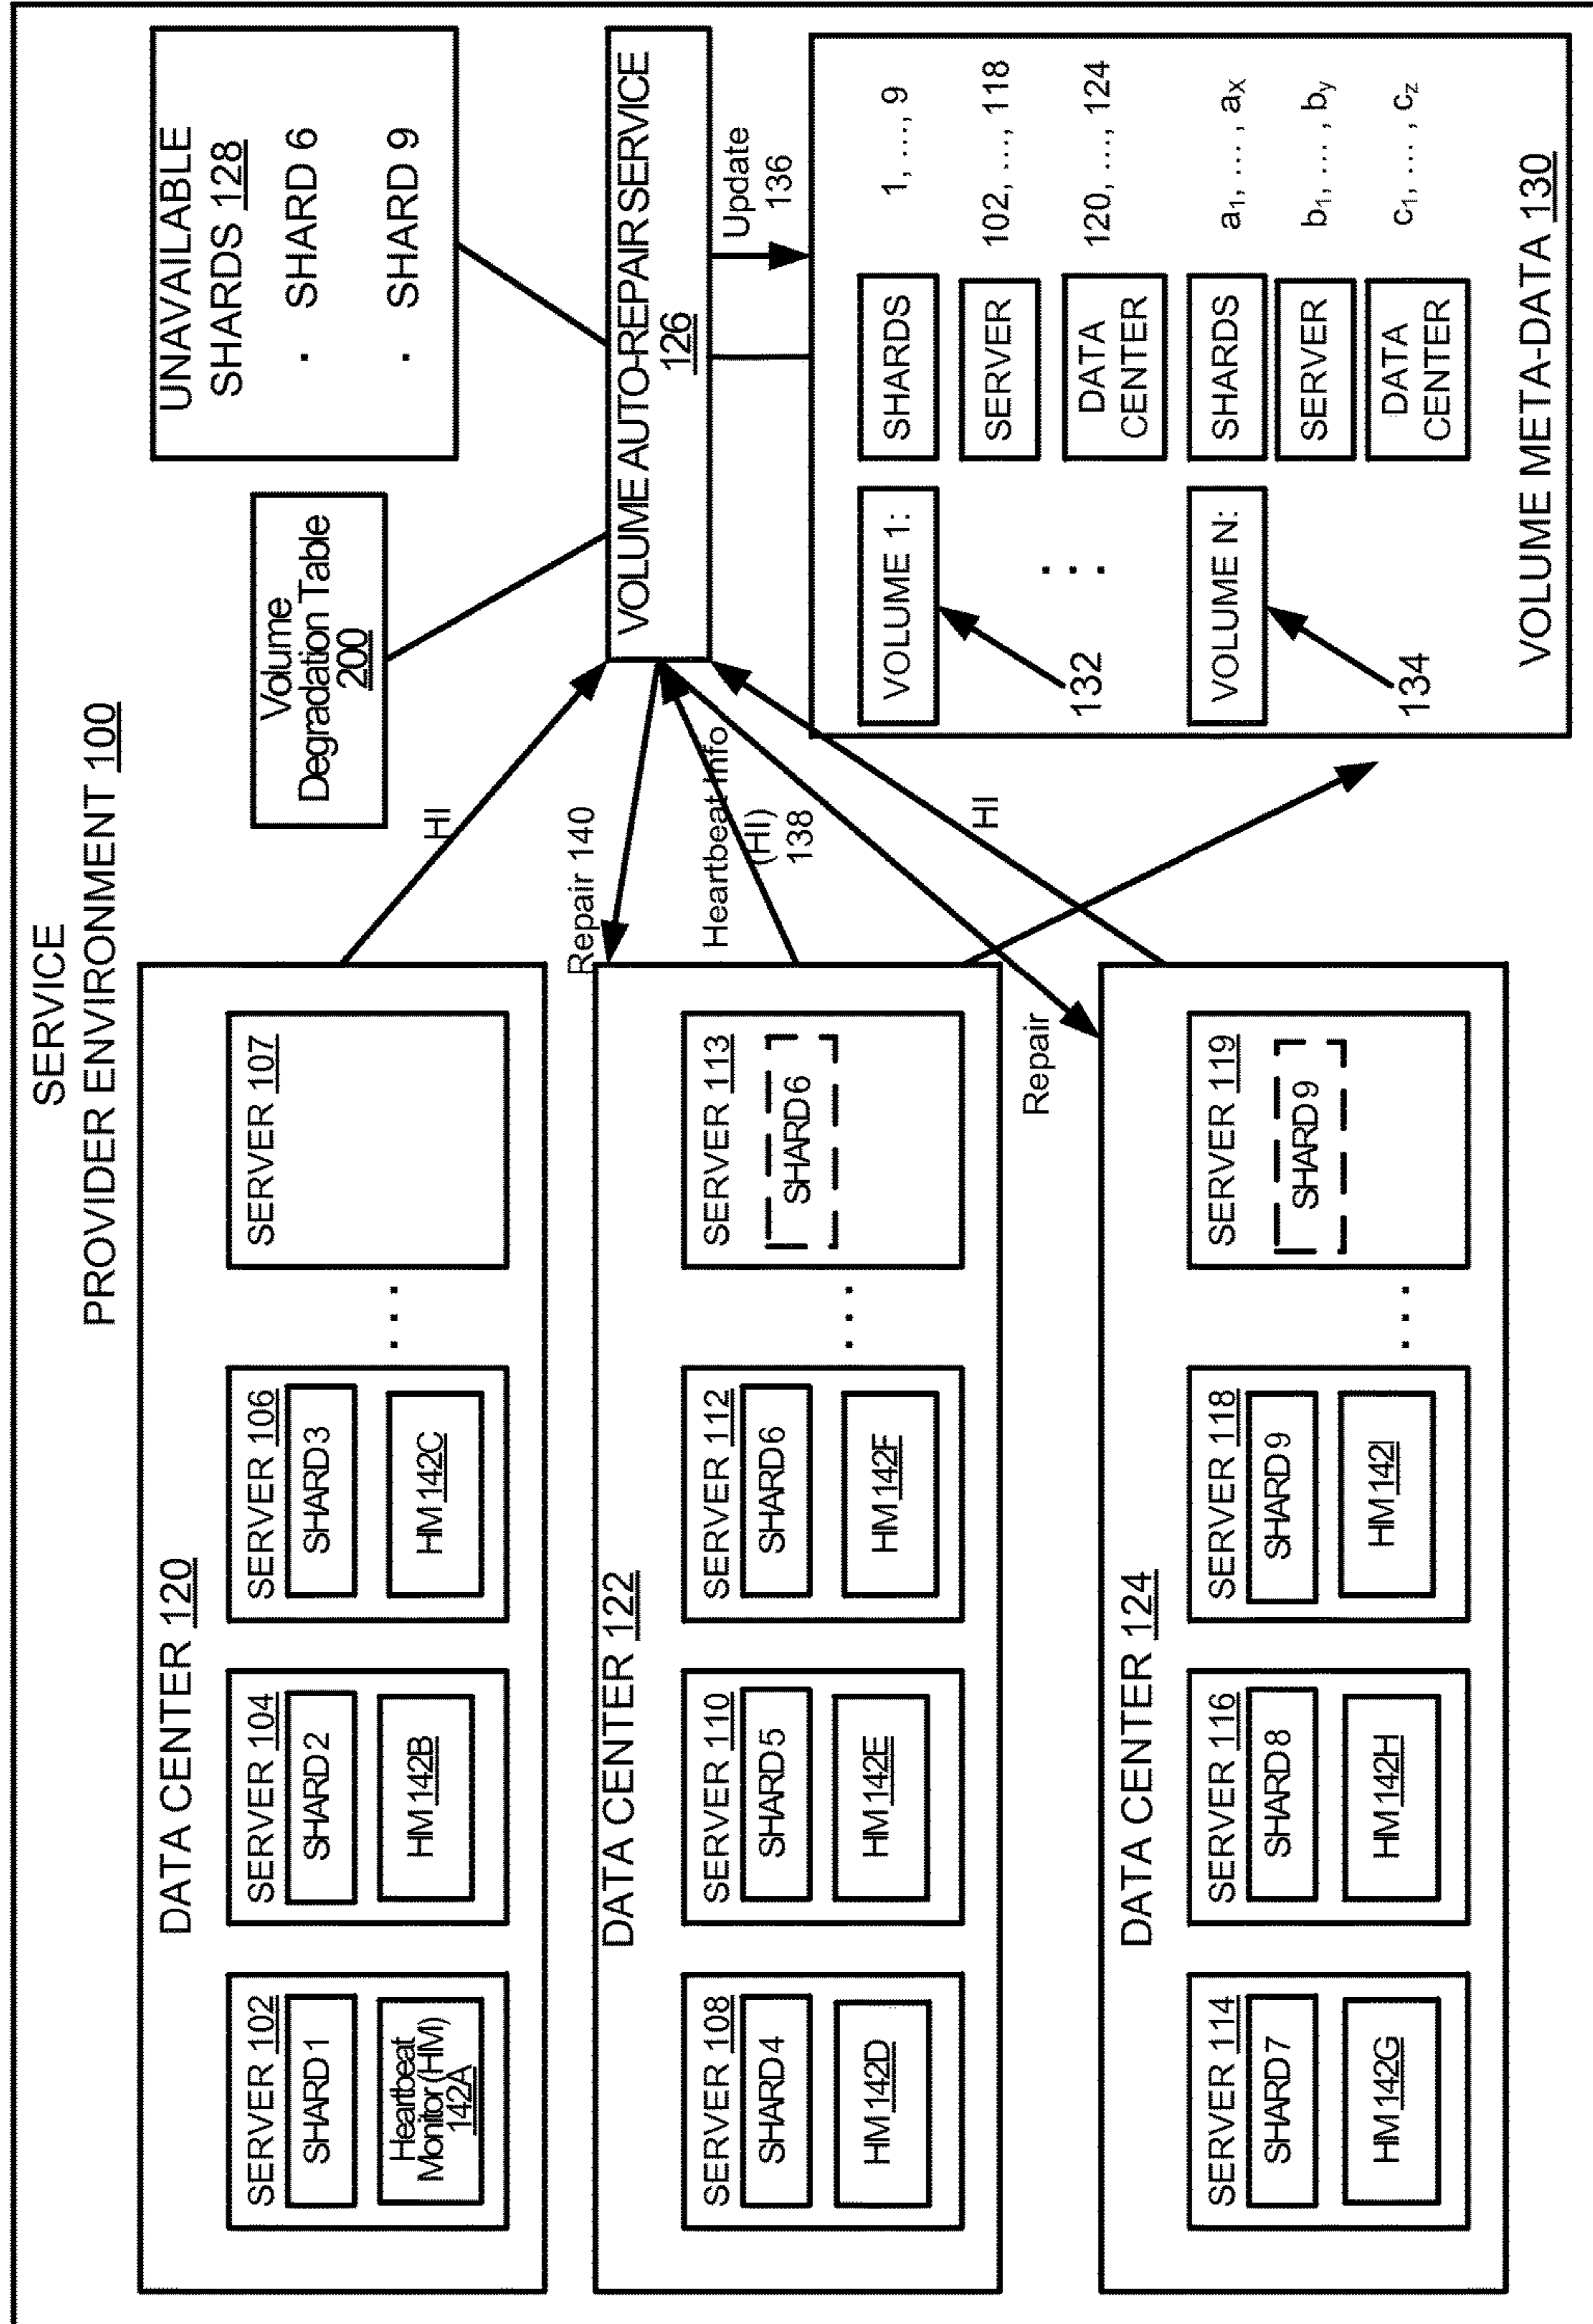 SERVICE
PROVIDER ENVIRONMENT 100
DATA CENTER 120
SERVER 102
SHARD 1
Heartbeat
Monitor (HM)
142A
SERVER 104
SHARD 2
HM 142B
SERVER 106
SHARD 3
HM 142C
...
SERVER 107
DATA CENTER 122
SERVER 108
SHARD 4
HM 142D
SERVER 110
SHARD 5
HM 142E
SERVER 112
SHARD 6
HM 142F
...
SERVER 113
SHARD 6
DATA CENTER 124
SERVER 114
SHARD 7
HM 142G
SERVER 116
SHARD 8
HM 142H
SERVER 118
SHARD 9
HM 142I
...
SERVER 119
SHARD 9
HI
Repair 140
Heartbeat Info
(HI)
138
Repair
HI
Volume
Degradation Table
200
UNAVAILABLE
SHARDS 128
· SHARD 6
· SHARD 9
VOLUME AUTO-REPAIR SERVICE
126
Update
136
VOLUME 1:
132
SHARDS
1, ..., 9
SERVER
102, ..., 118
DATA
CENTER
120, ..., 124
...
VOLUME N:
134
SHARDS
a1, ... , aX
SERVER
b1, ... , by
DATA
CENTER
c1, ... , cz
VOLUME META-DATA 130